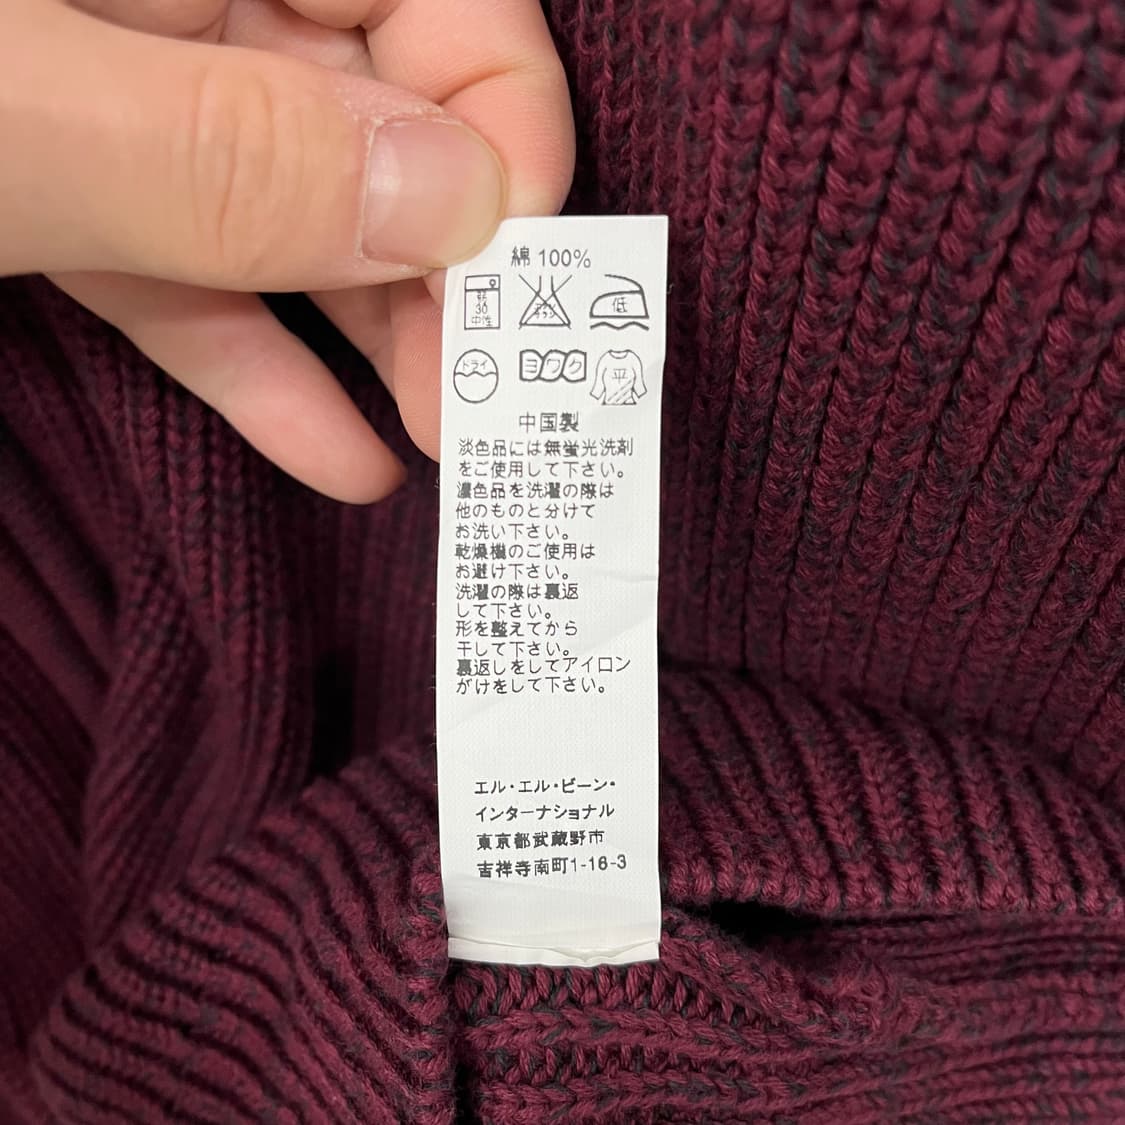 綿 100%
弱
30
中性
低
ドライ
ヨワク
平
中国製
淡色品には無蛍光洗剤
をご使用して下さい。
濃色品を洗濯の際は
他のものと分けて
お洗い下さい。
乾燥機のご使用は
お避け下さい。
洗濯の際は裏返
して下さい。
形を整えてから
干して下さい。
裏返しをしてアイロン
がけをして下さい。
エル・エル・ビーン・
インターナショナル
東京都武蔵野市
吉祥寺南町1-16-3